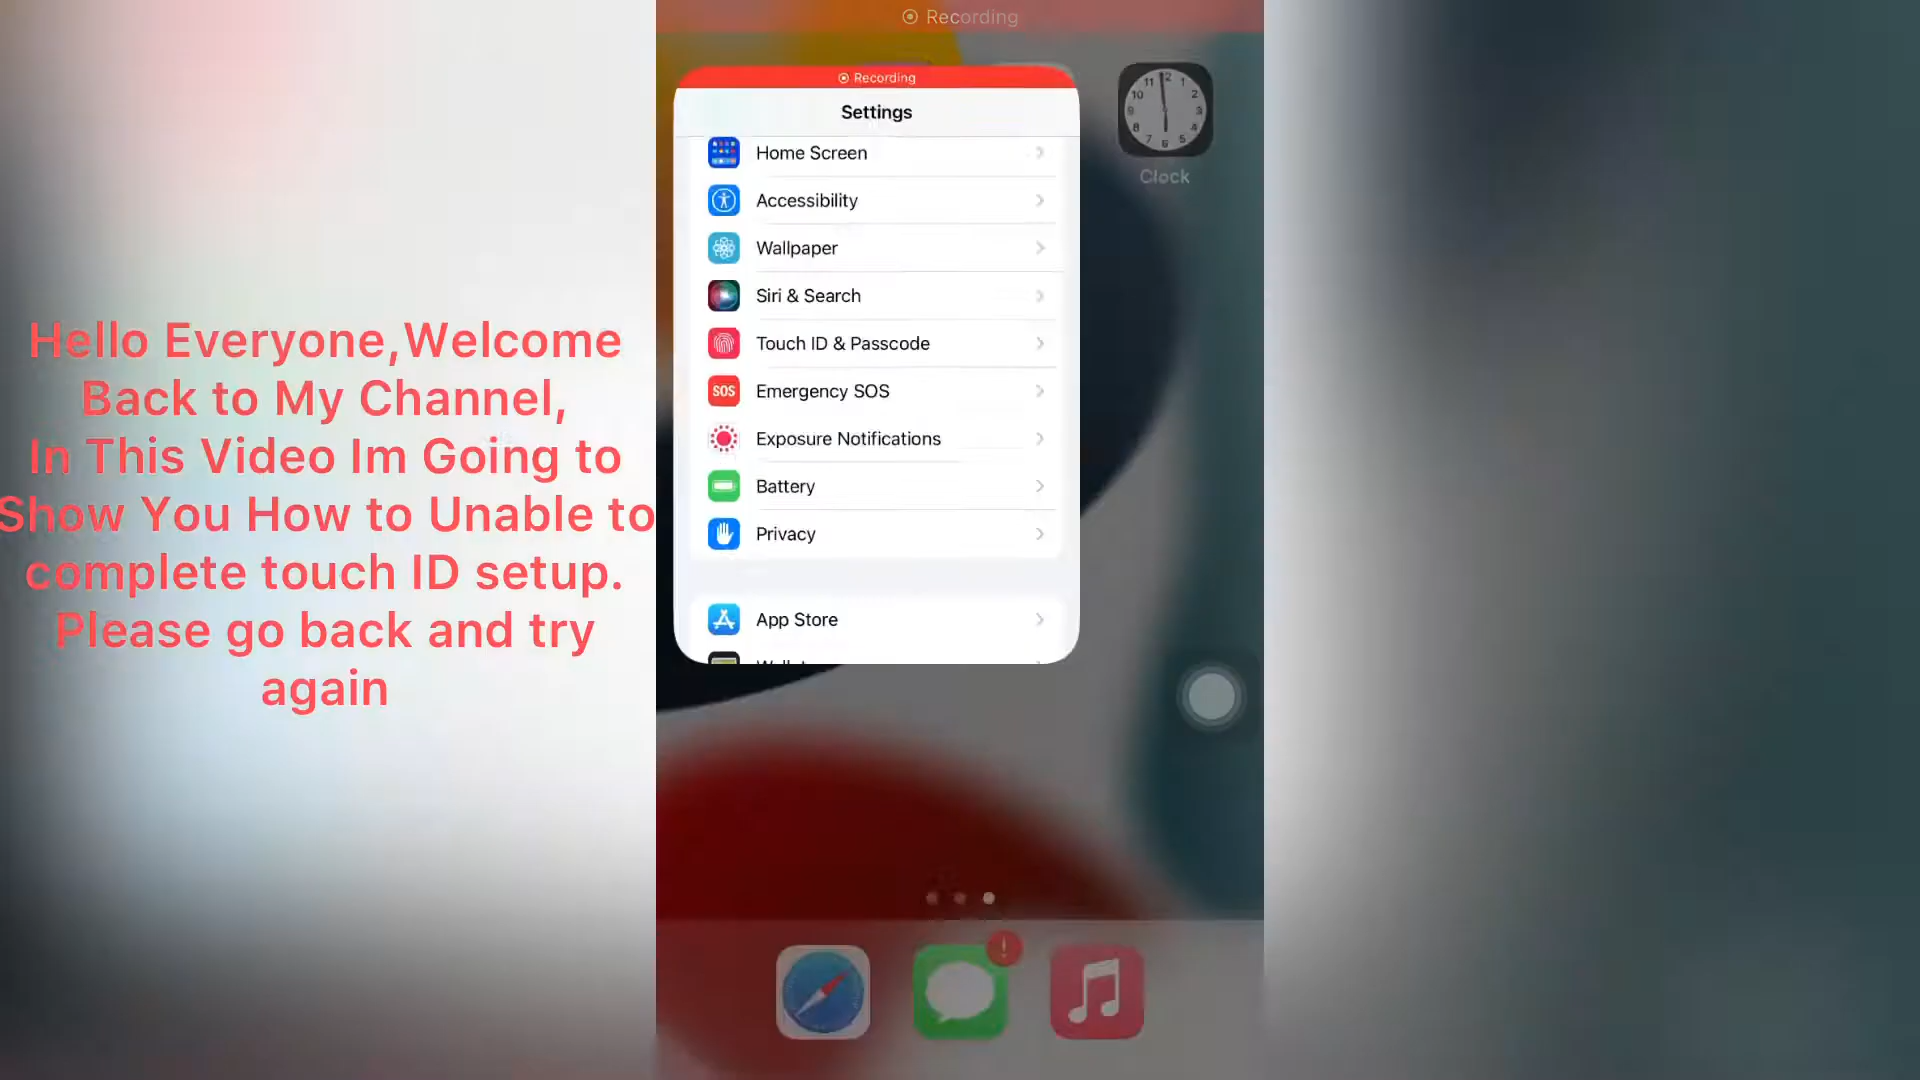 Recording
Recording
Settings
Home Screen
Accessibility
Wallpaper
Siri & Search
Touch ID & Passcode
SOS
Emergency SOS
Exposure Notifications
Battery
Privacy
App Store
Clock
Hello Everyone,Welcome
Back to My Channel,
In This Video Im Going to
Show You How to Unable to
complete touch ID setup.
Please go back and try
again